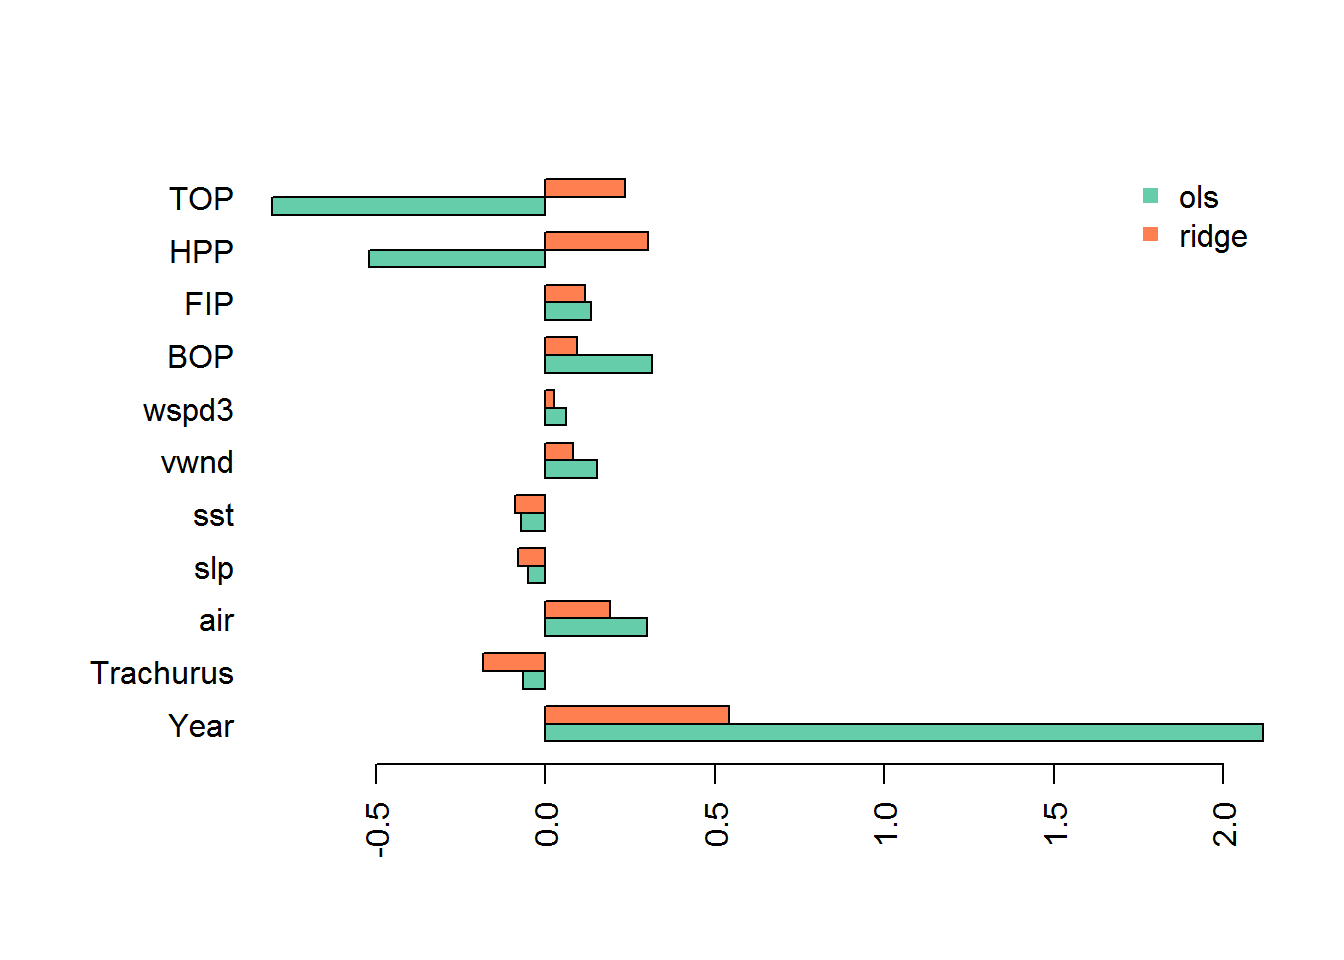 TOP
HPP
FIP
BOP
wspd3
vwnd
sst
slp
air
Trachurus
Year
ols
ridge
-0.5
0.0
0.5
1.0
1.5
2.0